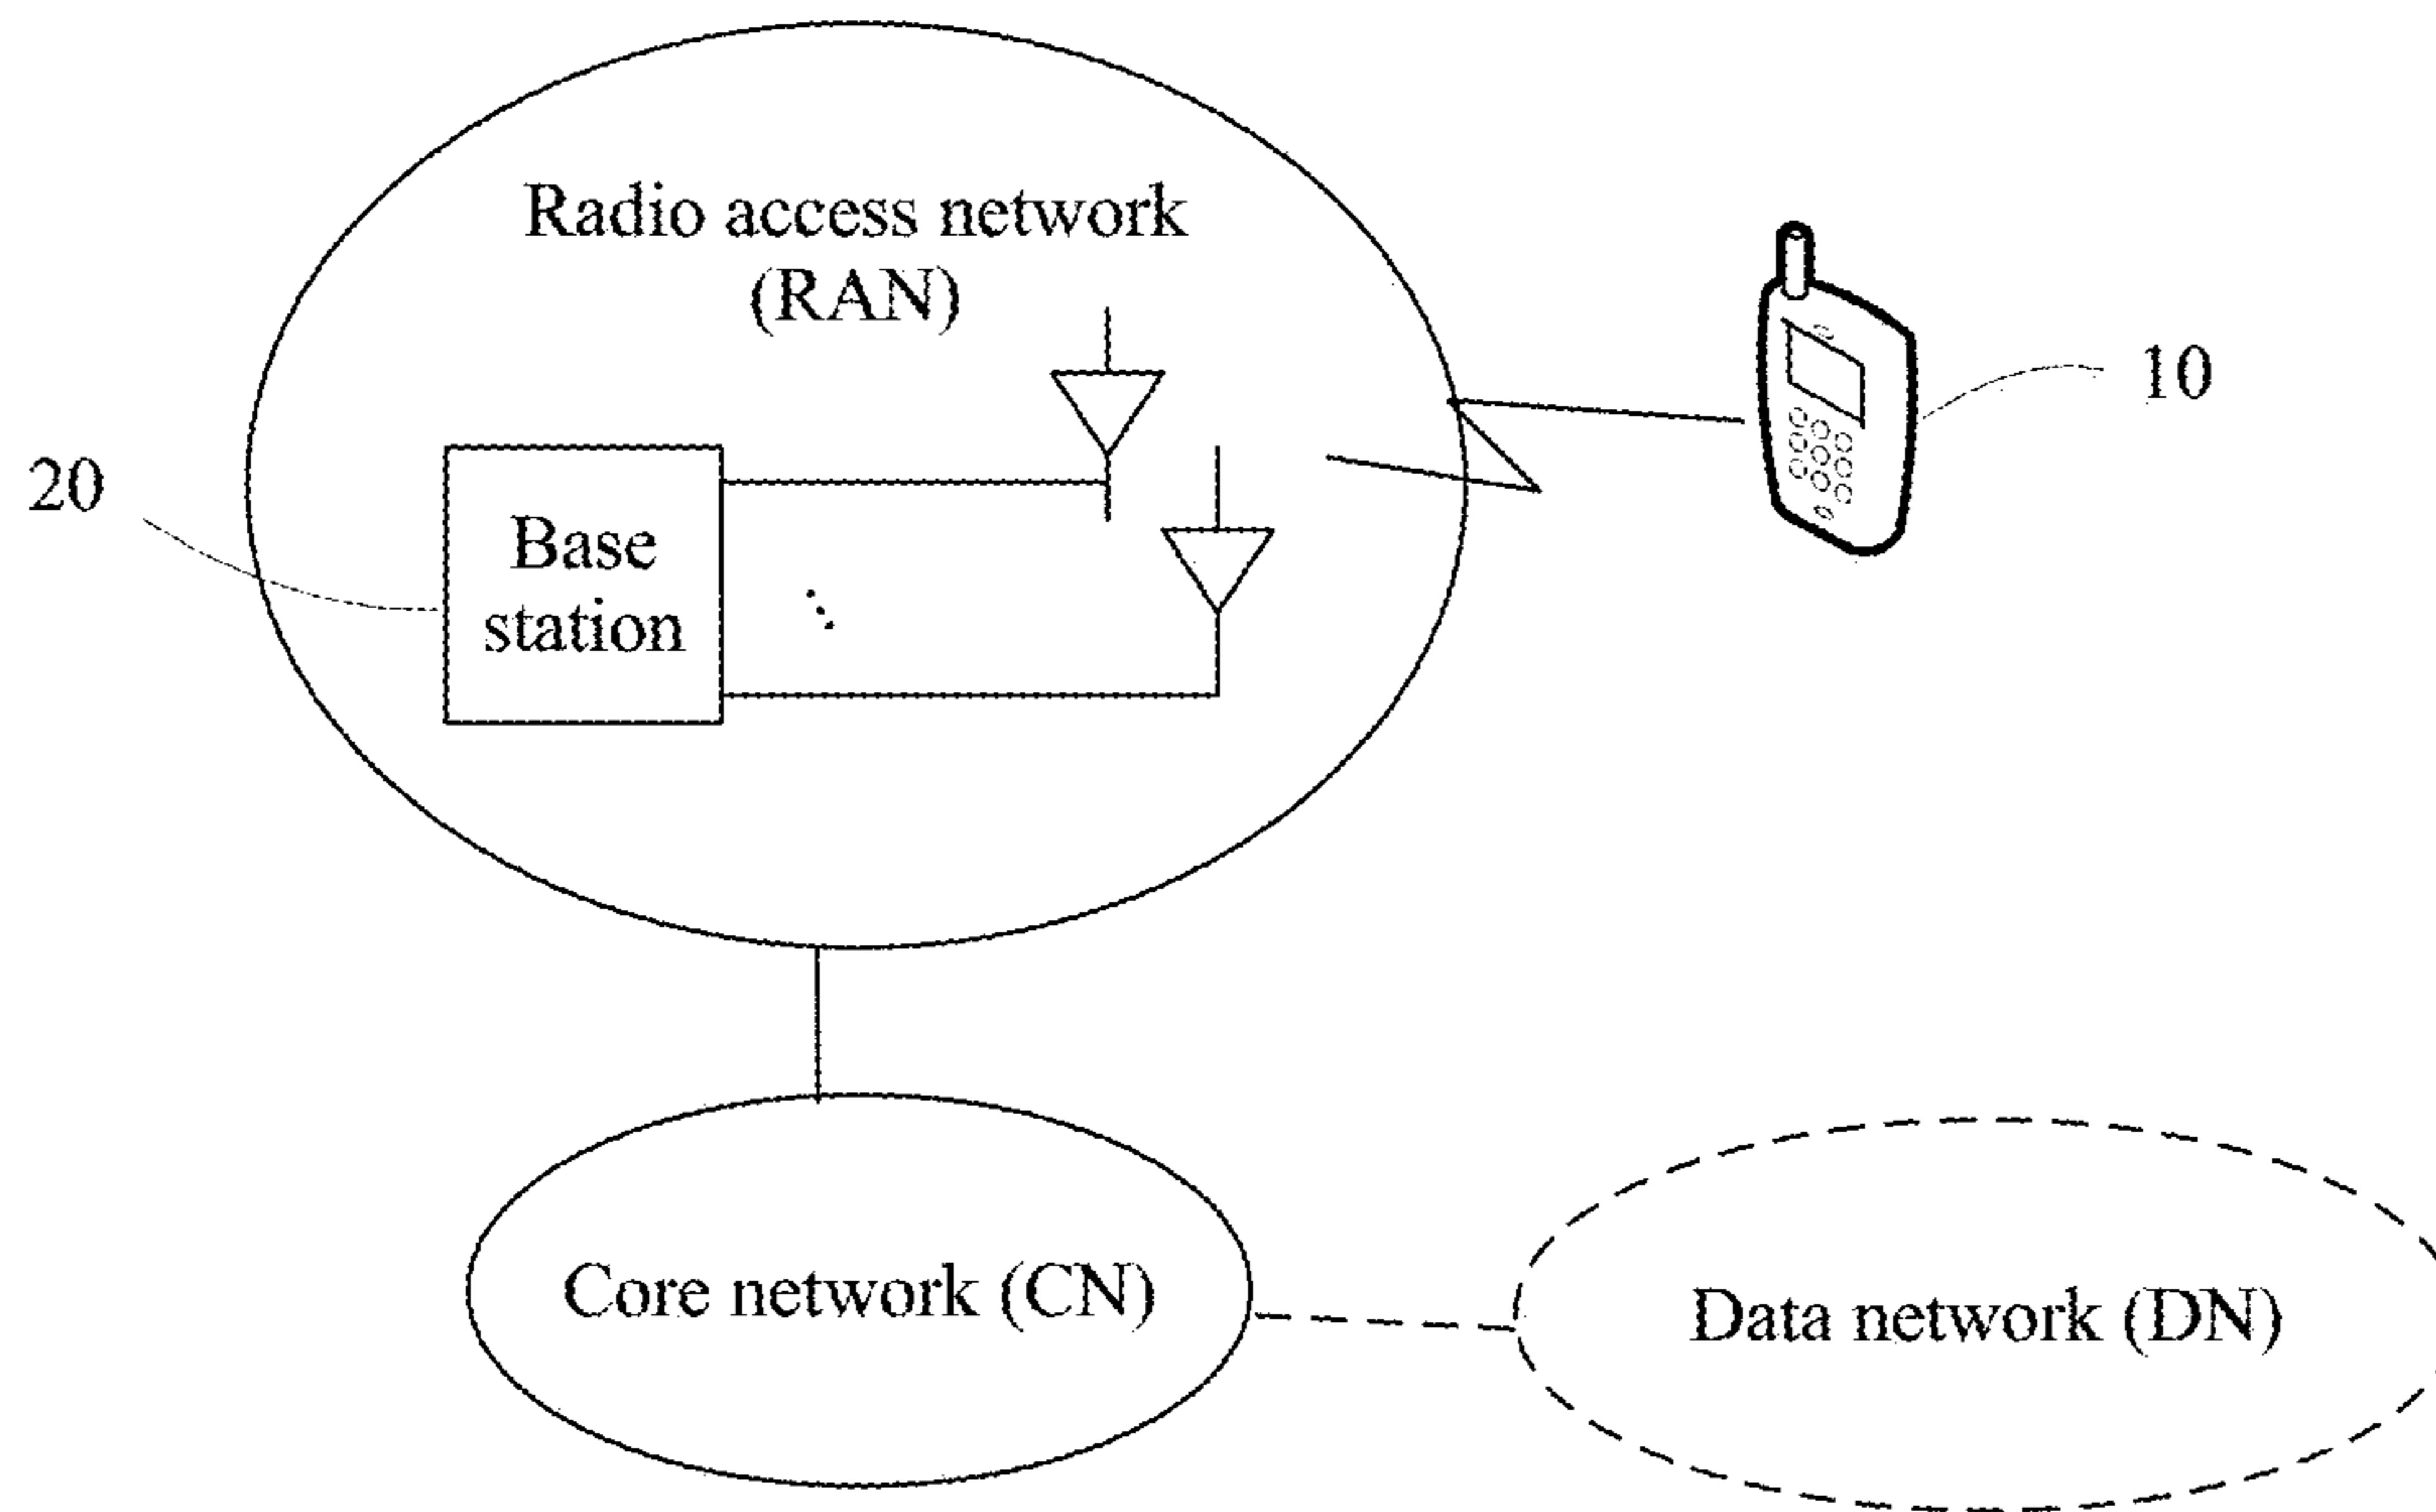 Radio access network
(RAN)
10
20
Base
station
Core network (CN)
Data network (DN)